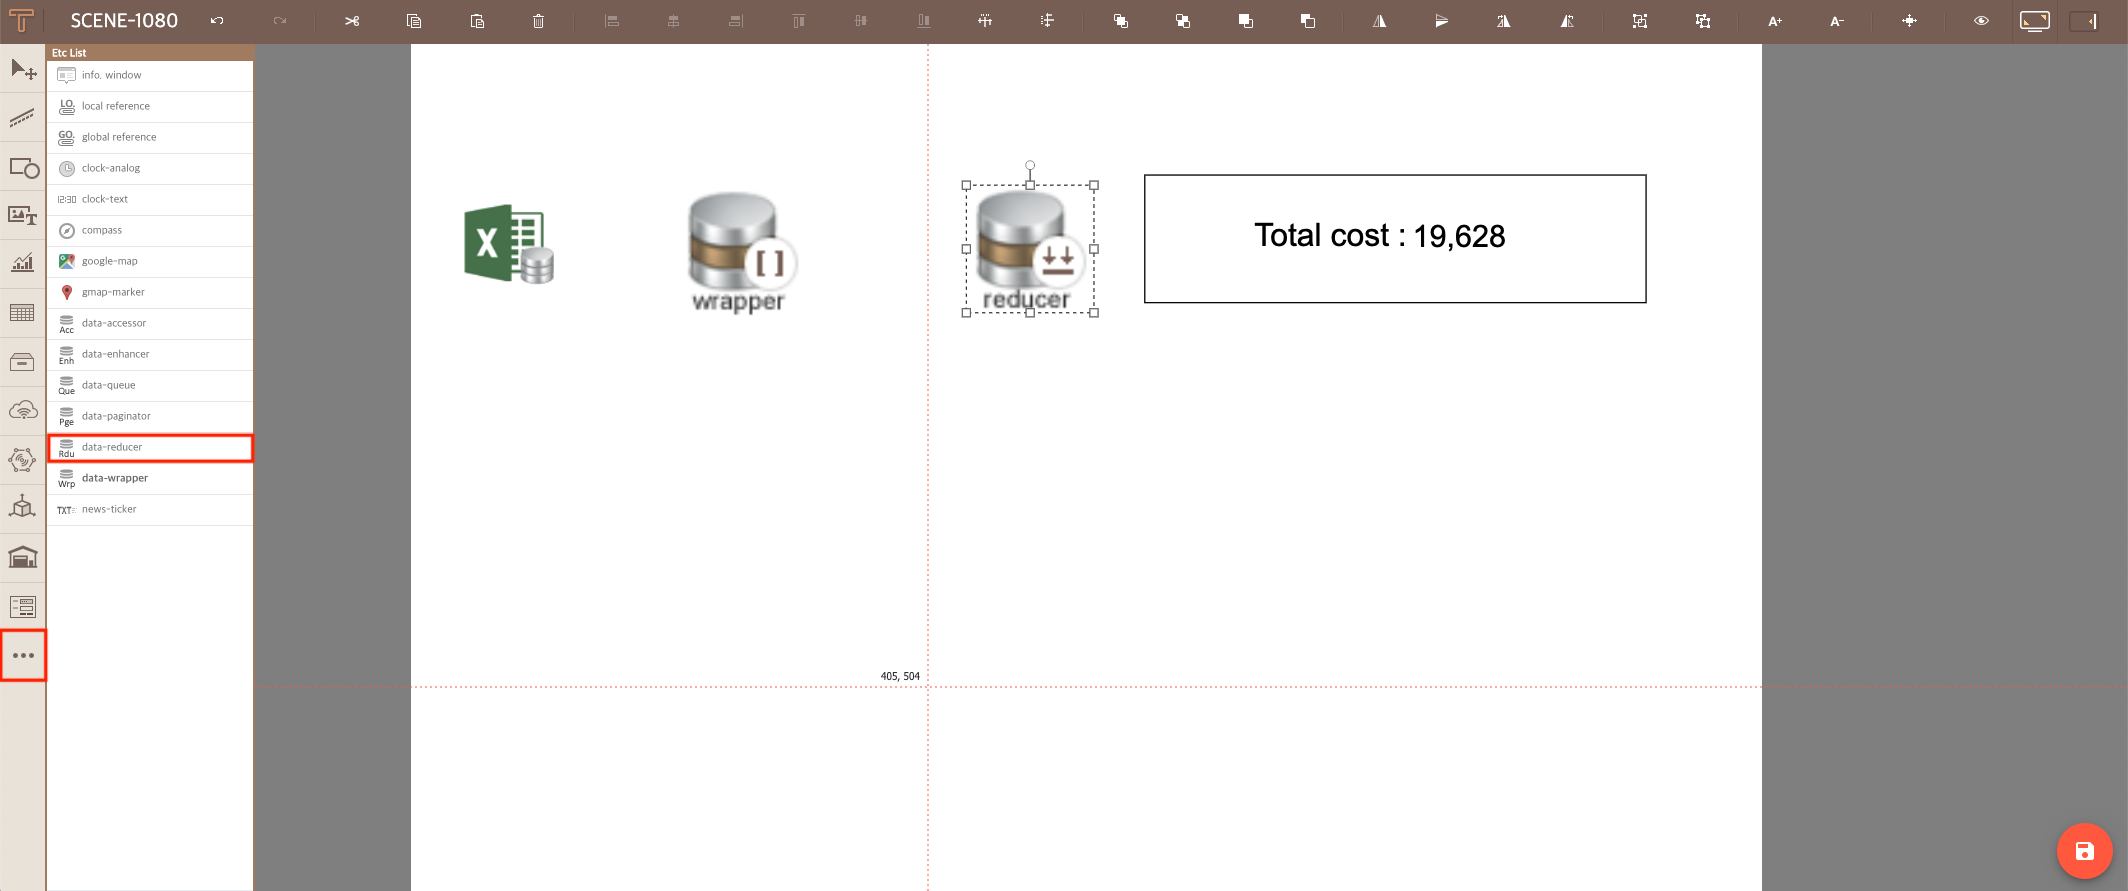 SCENE-1080
A+
A-
Etc List
info. window
LO. local reference
GO. global reference
clock-analog
12:30 clock-text
compass
google-map
gmap-marker
Acc data-accessor
Enh data-enhancer
Que data-queue
Pge data-paginator
Rdu data-reducer
Wrp data-wrapper
TXT news-ticker
X
[ ]
wrapper
reducer
Total cost : 19,628
405, 504